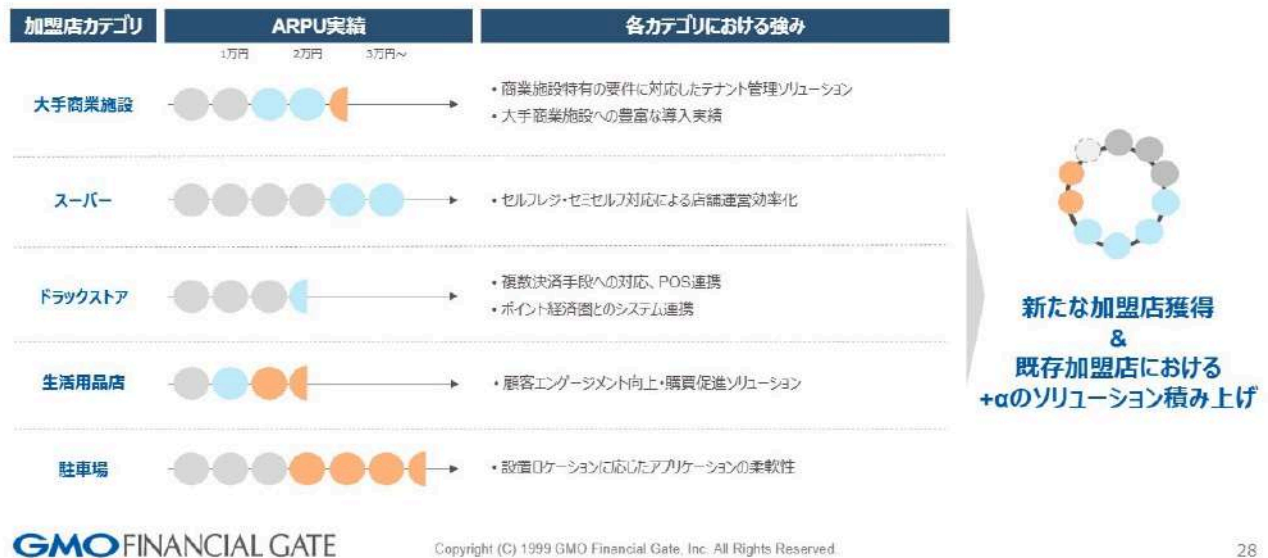 加盟店カテゴリ
ARPU実績
各カテゴリにおける強み
1万円
2万円
3万円～
大手商業施設
・商業施設特有の要件に対応したテナント管理ソリューション
・大手商業施設への豊富な導入実績
スーパー
・セルフレジ・セミセルフ対応による店舗運営効率化
ドラックストア
・複数決済手段への対応、POS連携
・ポイント経済圏とのシステム連携
生活用品店
・顧客エンゲージメント向上・購買促進ソリューション
駐車場
・設置ロケーションに応じたアプリケーションの柔軟性
新たな加盟店獲得
&
既存加盟店における
+αのソリューション積み上げ
GMO FINANCIAL GATE
Copyright (C) 1999 GMO Financial Gate, Inc. All Rights Reserved.
28